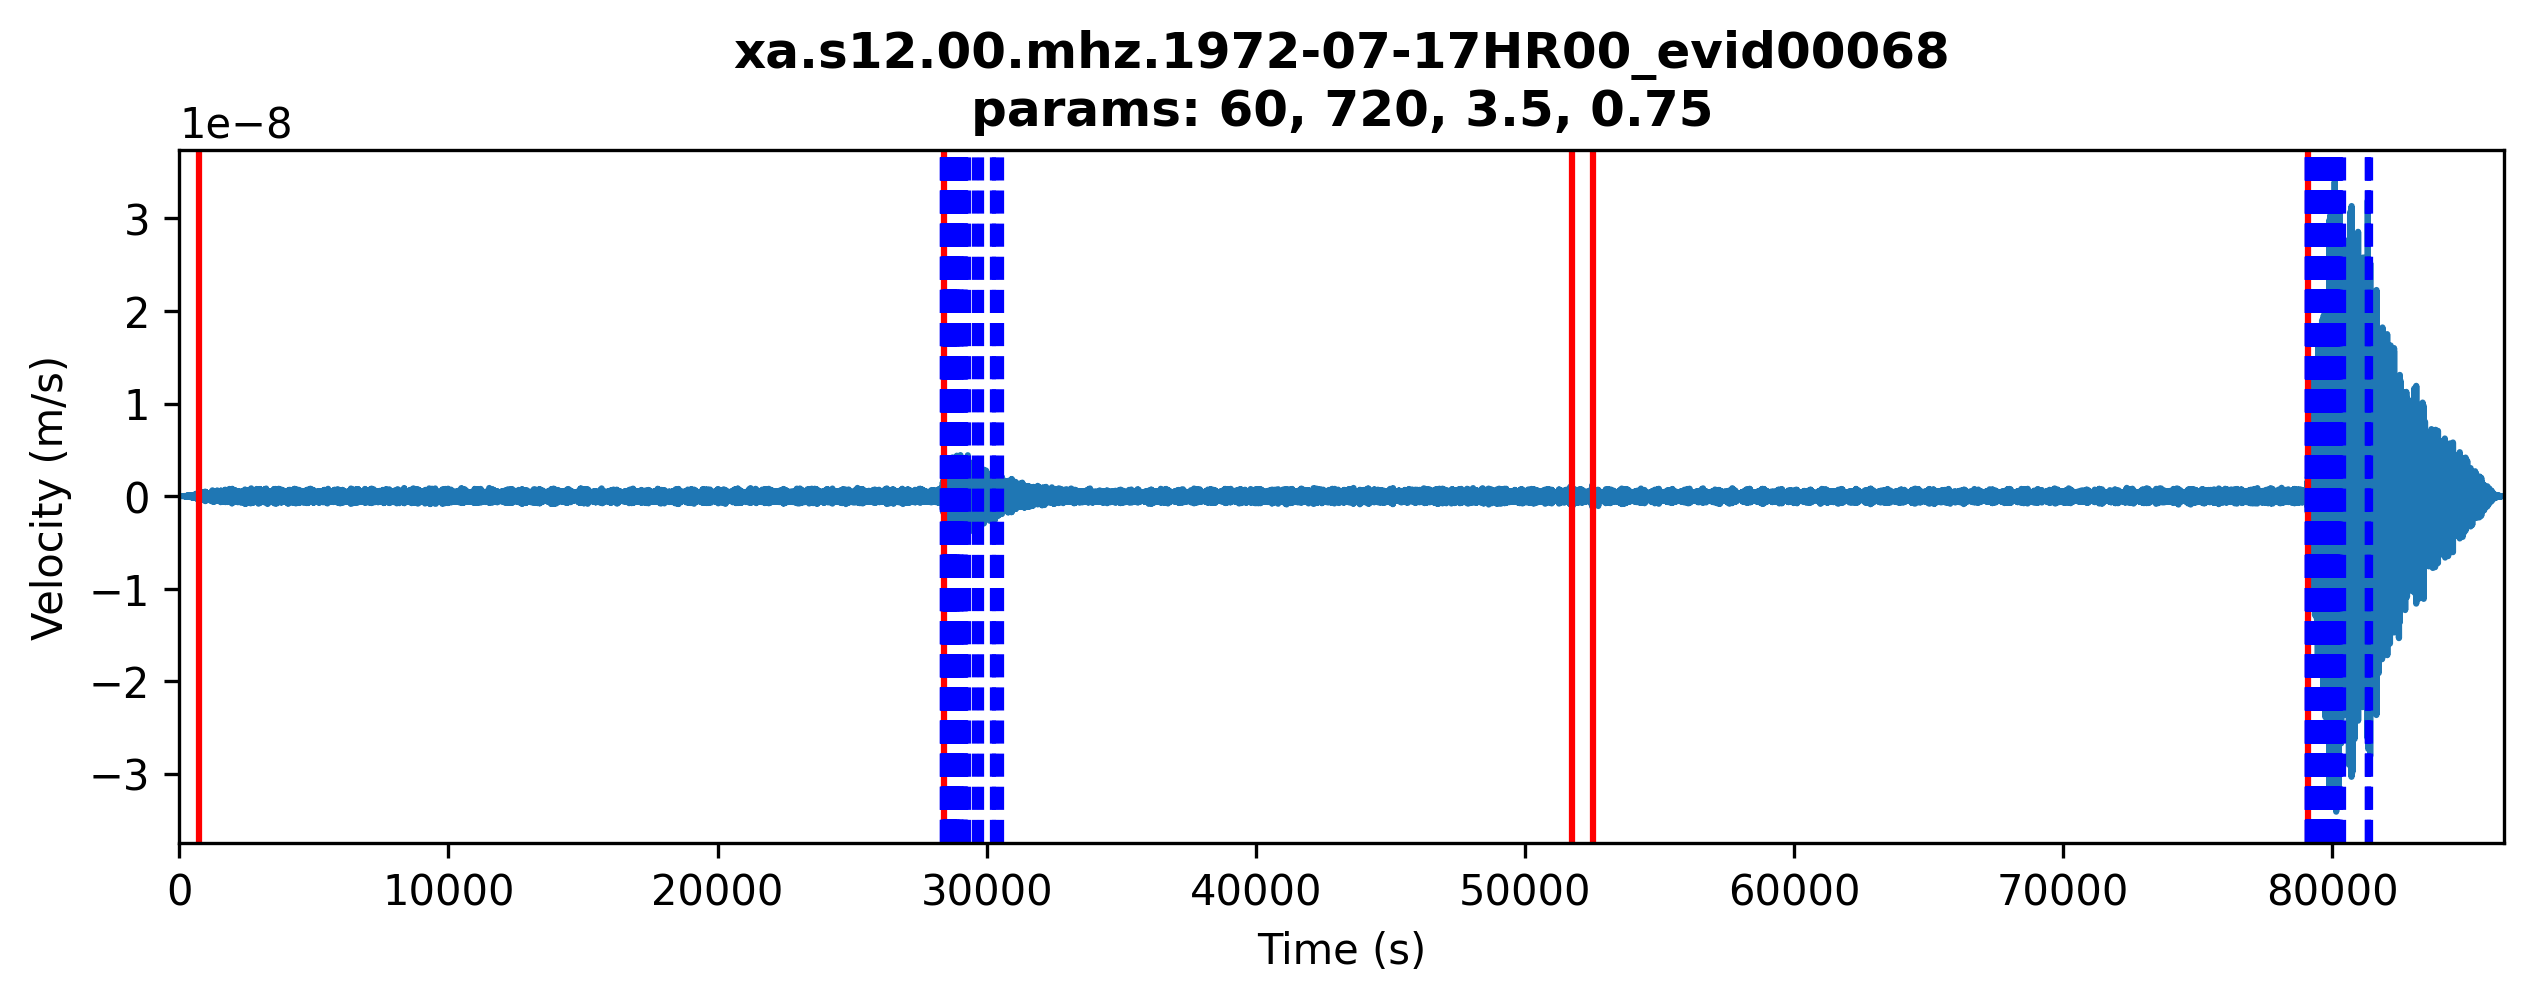 xa.s12.00.mhz.1972-07-17HR00_evid00068
params: 60, 720, 3.5, 0.75
1e−8
3
2
1
0
−1
−2
−3
Velocity (m/s)
0 10000 20000 30000 40000 50000 60000 70000 80000
Time (s)